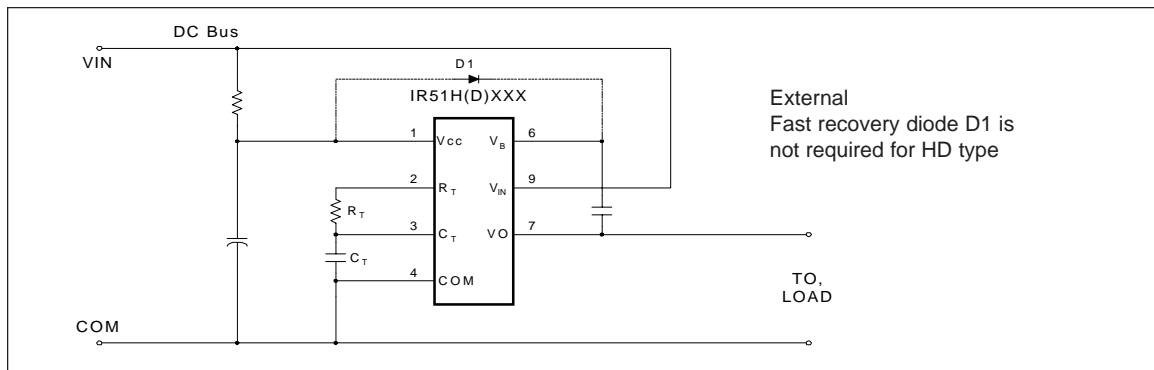 DC Bus
VIN
D1
IR51H(D)XXX
External
Fast recovery diode D1 is
not required for HD type
1 Vcc VB 6
2 RT VIN 9
RT
3 CT VO 7
CT
4 COM
TO,
LOAD
COM